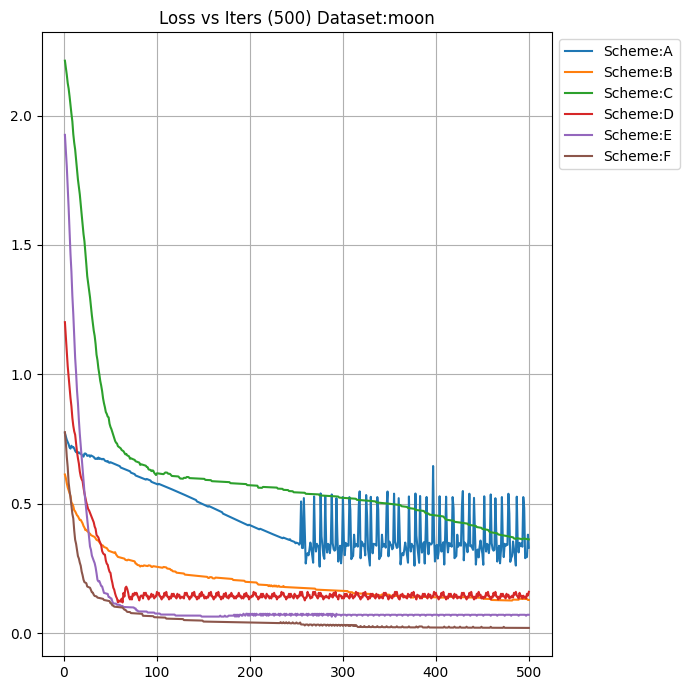 Loss vs Iters (500) Dataset:moon
Scheme:A
Scheme:B
Scheme:C
Scheme:D
Scheme:E
Scheme:F
2.0
1.5
1.0
0.5
0.0
0 100 200 300 400 500